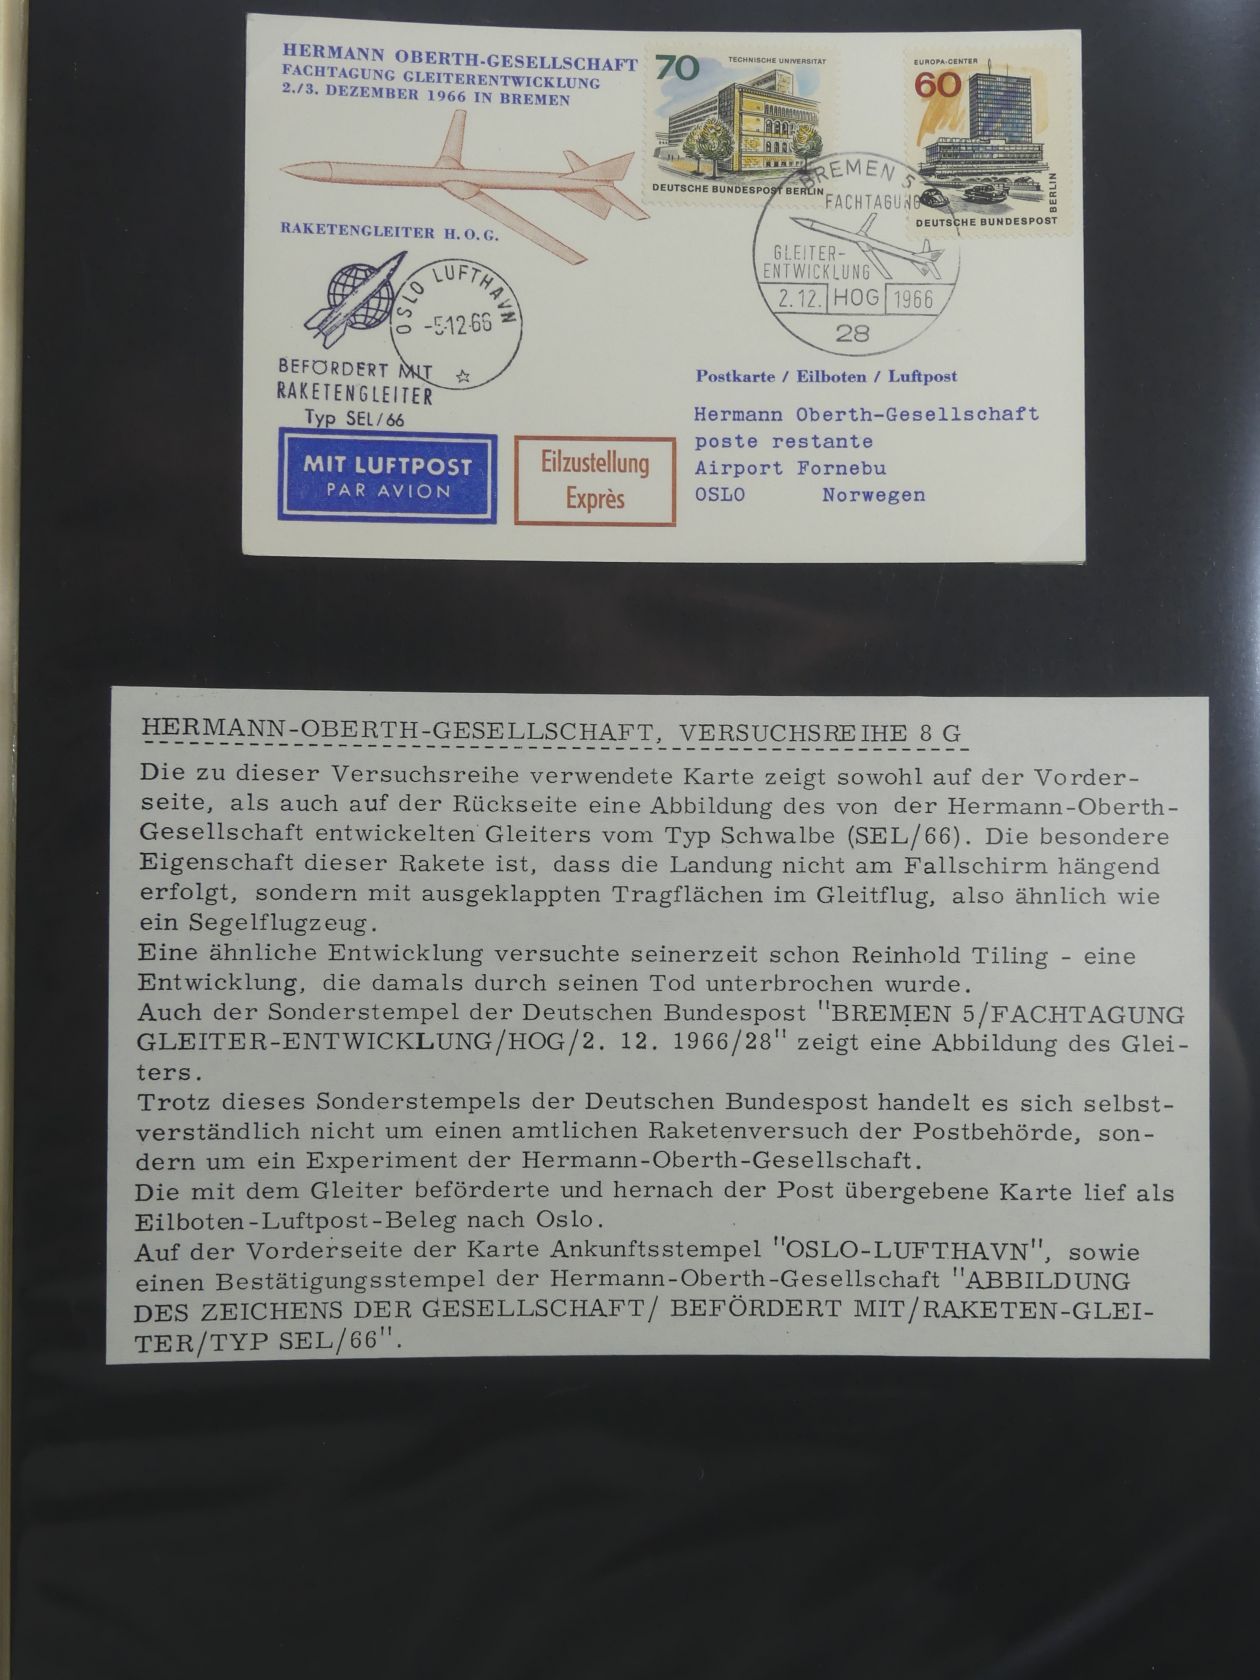 HERMANN OBERTH-GESELLSCHAFT
FACHTAGUNG GLEITERENTWICKLUNG
2./3. DEZEMBER 1966 IN BREMEN
RAKETENGLEITER H.O.G.
70
TECHNISCHE UNIVERSITÄT
DEUTSCHE BUNDESPOST BERLIN
EUROPA-CENTER
60
DEUTSCHE BUNDESPOST
BERLIN
BREMEN 5
FACHTAGUNG
GLEITER-
ENTWICKLUNG
2.12. HOG 1966
28
OSLO LUFTHAVN
-5.12.66
BEFÖRDERT MIT
RAKETENGLEITER
Typ SEL/66
MIT LUFTPOST
PAR AVION
Eilzustellung
Exprès
Postkarte / Eilboten / Luftpost
Hermann Oberth-Gesellschaft
poste restante
Airport Fornebu
OSLO Norwegen
HERMANN-OBERTH-GESELLSCHAFT, VERSUCHSREIHE 8 G
Die zu dieser Versuchsreihe verwendete Karte zeigt sowohl auf der Vorder-
seite, als auch auf der Rückseite eine Abbildung des von der Hermann-Oberth-
Gesellschaft entwickelten Gleiters vom Typ Schwalbe (SEL/66). Die besondere
Eigenschaft dieser Rakete ist, dass die Landung nicht am Fallschirm hängend
erfolgt, sondern mit ausgeklappten Tragflächen im Gleitflug, also ähnlich wie
ein Segelflugzeug.
Eine ähnliche Entwicklung versuchte seinerzeit schon Reinhold Tiling - eine
Entwicklung, die damals durch seinen Tod unterbrochen wurde.
Auch der Sonderstempel der Deutschen Bundespost "BREMEN 5/FACHTAGUNG
GLEITER-ENTWICKLUNG/HOG/2. 12. 1966/28" zeigt eine Abbildung des Glei-
ters.
Trotz dieses Sonderstempels der Deutschen Bundespost handelt es sich selbst-
verständlich nicht um einen amtlichen Raketenversuch der Postbehörde, son-
dern um ein Experiment der Hermann-Oberth-Gesellschaft.
Die mit dem Gleiter beförderte und hernach der Post übergebene Karte lief als
Eilboten-Luftpost-Beleg nach Oslo.
Auf der Vorderseite der Karte Ankunftsstempel "OSLO-LUFTHAVN", sowie
einen Bestätigungsstempel der Hermann-Oberth-Gesellschaft "ABBILDUNG
DES ZEICHENS DER GESELLSCHAFT/ BEFÖRDERT MIT/RAKETEN-GLEI-
TER/TYP SEL/66".